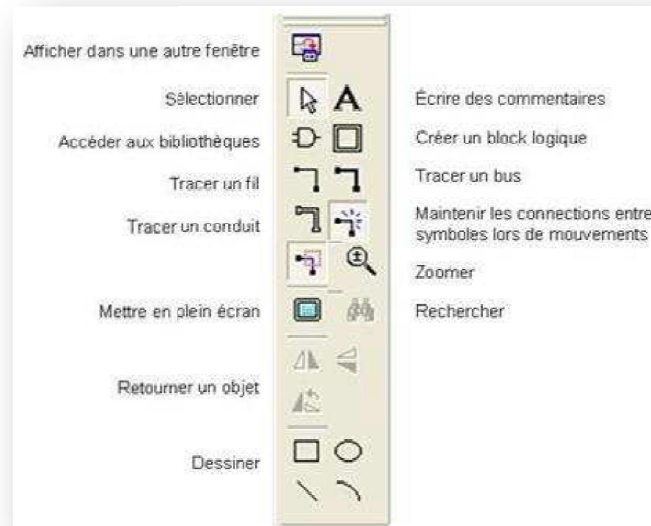 Afficher dans une autre fenêtre
Sélectionner
A
Écrire des commentaires
Accéder aux bibliothèques
Créer un block logique
Tracer un fil
Tracer un bus
Tracer un conduit
Maintenir les connections entre
symboles lors de mouvements
Zoomer
Mettre en plein écran
Rechercher
Retourner un objet
Dessiner